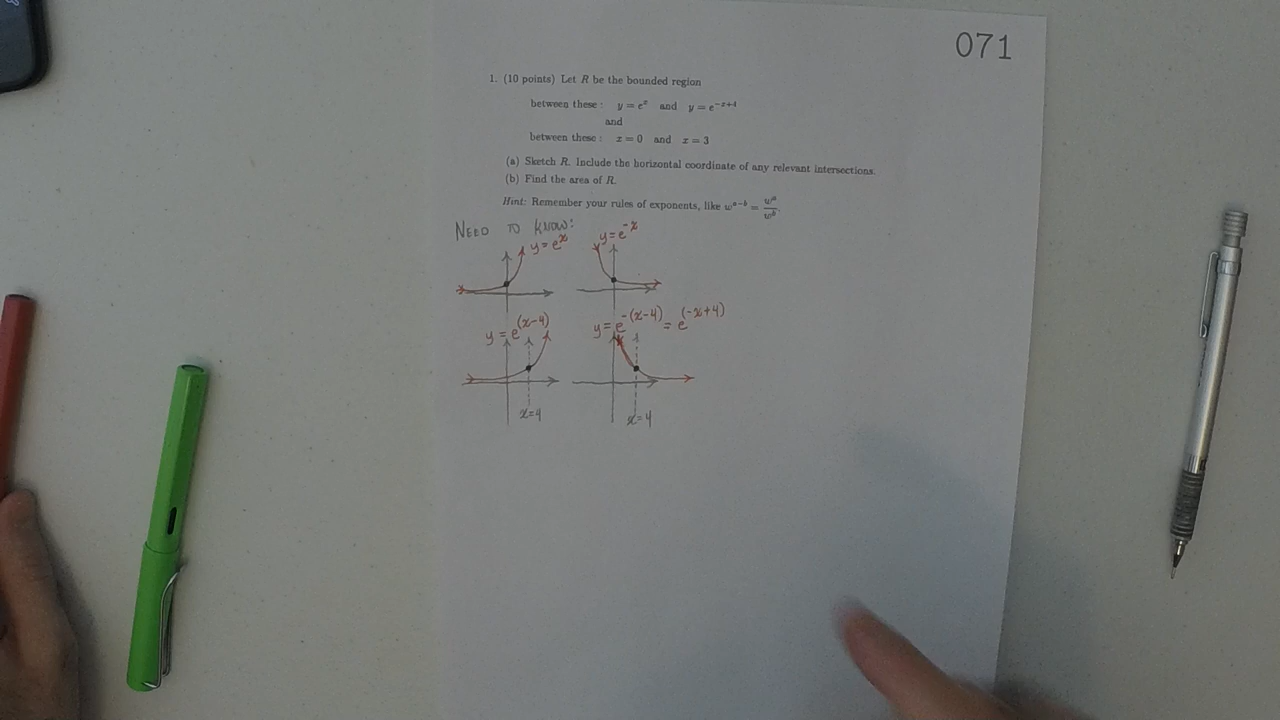 071
1. (10 points) Let R be the bounded region
between these : y = e^x and y = e^{-x+4}
and
between these : x = 0 and x = 3
(a) Sketch R. Include the horizontal coordinate of any relevant intersections.
(b) Find the area of R.
Hint: Remember your rules of exponents, like w^{a-b} = w^a/w^b.
NEED TO KNOW:
y=e^x y=e^{-x}
y=e^{(x-4)} y=e^{-(x-4)} = e^{(-x+4)}
x=4 x=4